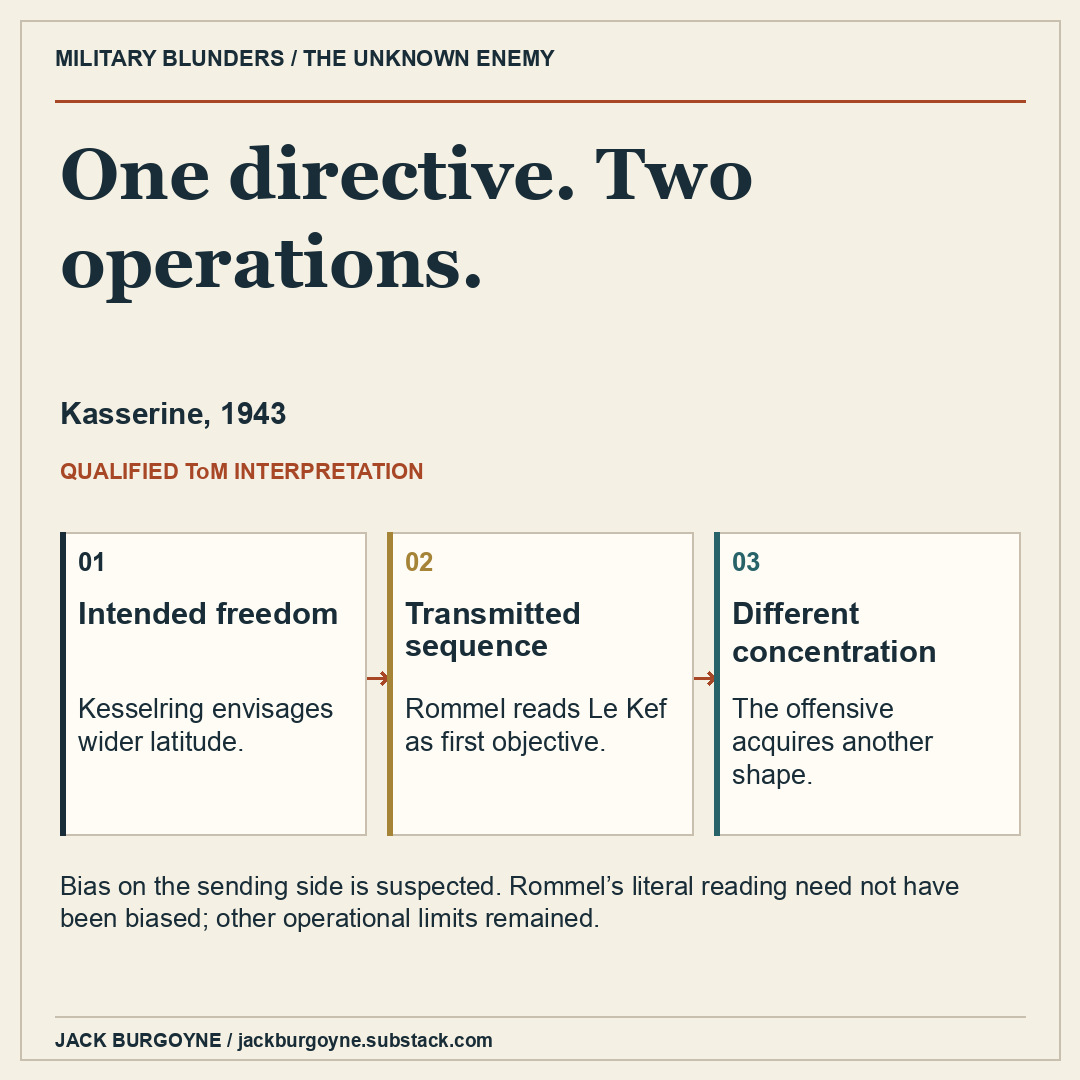 MILITARY BLUNDERS / THE UNKNOWN ENEMY
One directive. Two
operations.
Kasserine, 1943
QUALIFIED ToM INTERPRETATION
01
Intended freedom
Kesselring envisages
wider latitude.
02
Transmitted
sequence
Rommel reads Le Kef
as first objective.
03
Different
concentration
The offensive
acquires another
shape.
Bias on the sending side is suspected. Rommel’s literal reading need not have
been biased; other operational limits remained.
JACK BURGOYNE / jackburgoyne.substack.com